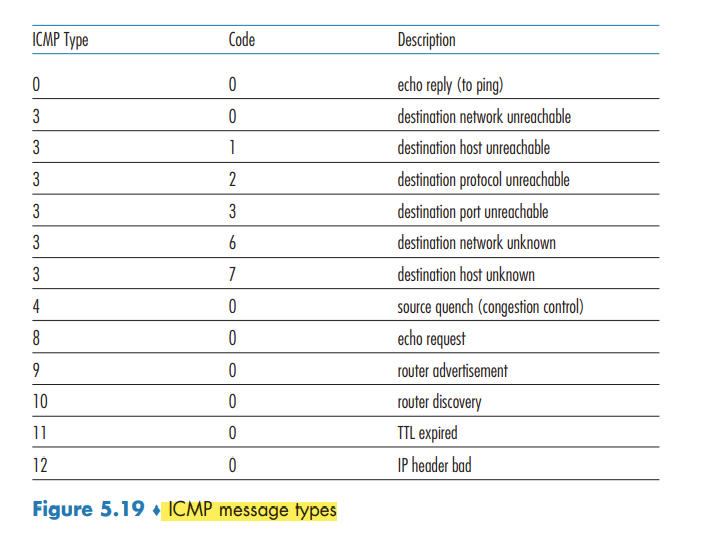 ICMP Type Code Description
0 0 echo reply (to ping)
3 0 destination network unreachable
3 1 destination host unreachable
3 2 destination protocol unreachable
3 3 destination port unreachable
3 6 destination network unknown
3 7 destination host unknown
4 0 source quench (congestion control)
8 0 echo request
9 0 router advertisement
10 0 router discovery
11 0 TTL expired
12 0 IP header bad
Figure 5.19 ♦ ICMP message types